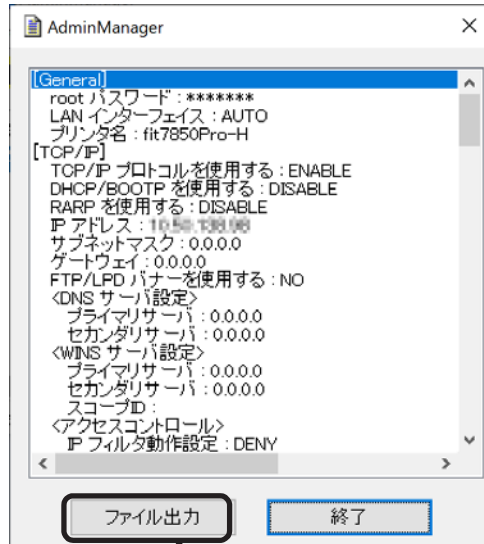 AdminManager
[General]
root パスワード : *******
LAN インターフェイス : AUTO
プリンタ名 : fit7850Pro-H
[TCP/IP]
TCP/IP プロトコルを使用する : ENABLE
DHCP/BOOTP を使用する : DISABLE
RARP を使用する : DISABLE
IP アドレス :
サブネットマスク : 0.0.0.0
ゲートウェイ : 0.0.0.0
FTP/LPD バナーを使用する : NO
<DNS サーバ設定>
プライマリサーバ : 0.0.0.0
セカンダリサーバ : 0.0.0.0
<WINS サーバ設定>
プライマリサーバ : 0.0.0.0
セカンダリサーバ : 0.0.0.0
スコープID :
<アクセスコントロール>
IP フィルタ動作設定 : DENY
ファイル出力
終了